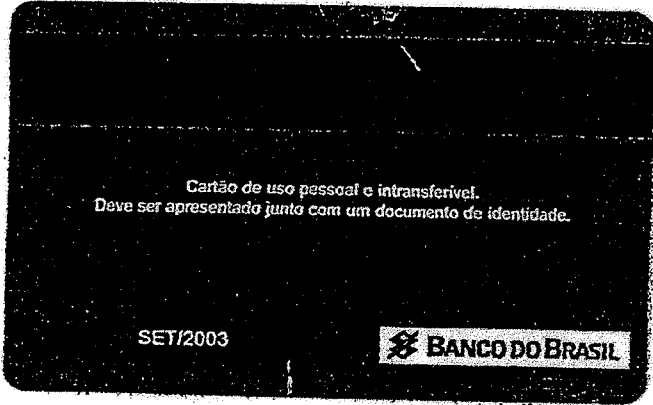 Cartão de uso pessoal e intransferível.
Deve ser apresentado junto com um documento de identidade.
SET/2003
BANCO DO BRASIL